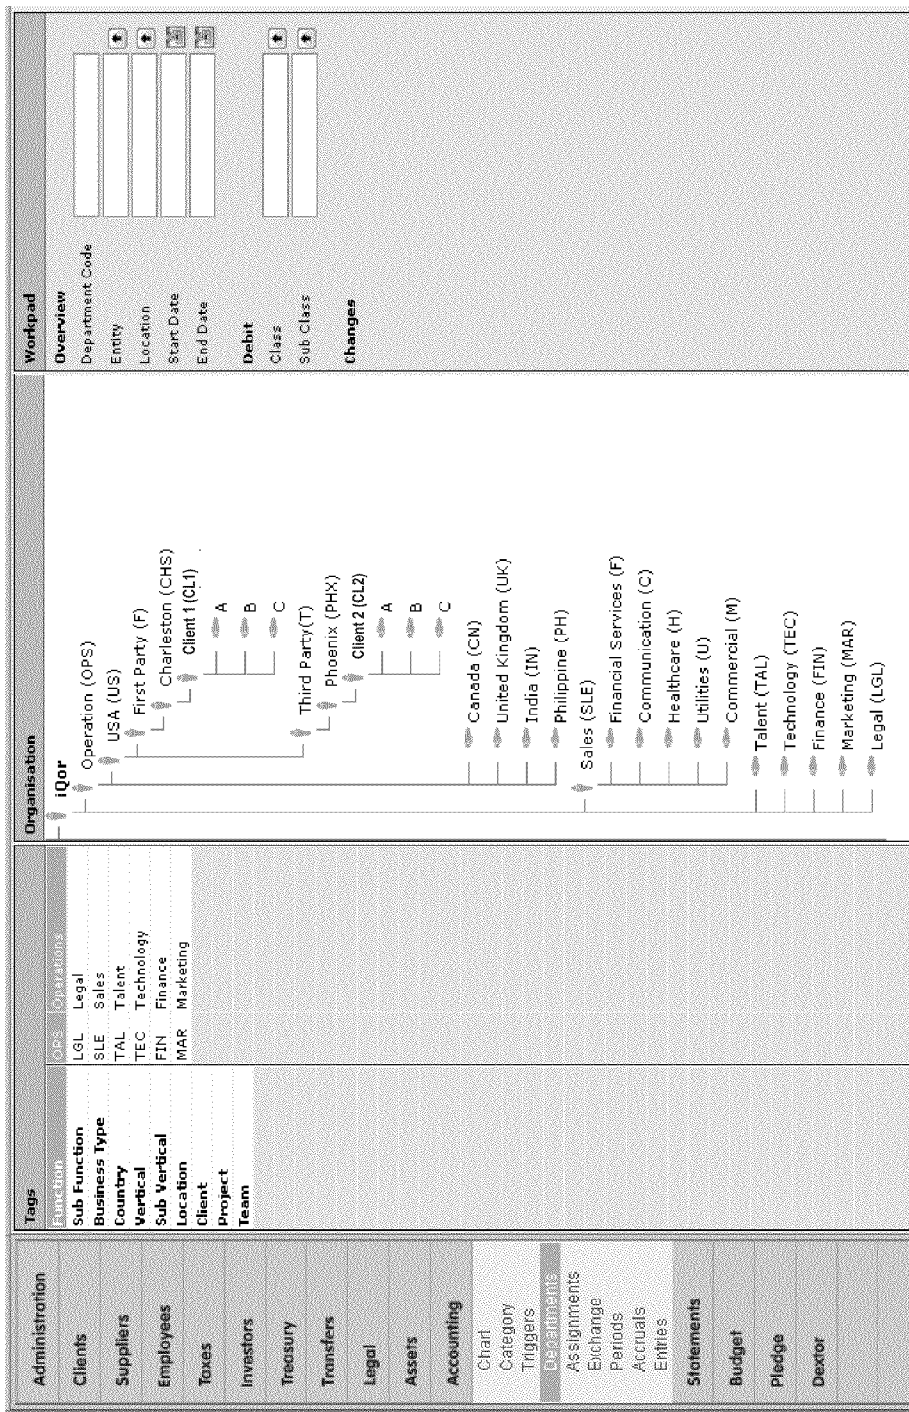 Administration
Clients
Suppliers
Employees
Taxes
Investors
Treasury
Transfers
Legal
Assets
Accounting
Chart
Category
Triggers
Departments
Assignments
Exchange
Periods
Accruals
Entries
Statements
Budget
Pledge
Dextor
Tags
Function
Sub Function
Business Type
Country
Vertical
Sub Vertical
Location
Client
Project
Team
OPS Operations
LGL Legal
SLE Sales
TAL Talent
TEC Technology
FIN Finance
MAR Marketing
Organisation
iQor
Operation (OPS)
USA (US)
First Party (F)
Charleston (CHS)
Client 1 (CL1)
A
B
C
Third Party(T)
Phoenix (PHX)
Client 2 (CL2)
A
B
C
Canada (CN)
United Kingdom (UK)
India (IN)
Philippine (PH)
Sales (SLE)
Financial Services (F)
Communication (C)
Healthcare (H)
Utilities (U)
Commercial (M)
Talent (TAL)
Technology (TEC)
Finance (FIN)
Marketing (MAR)
Legal (LGL)
Workpad
Overview
Department Code
Entity
Location
Start Date
End Date
Debit
Class
Sub Class
Changes